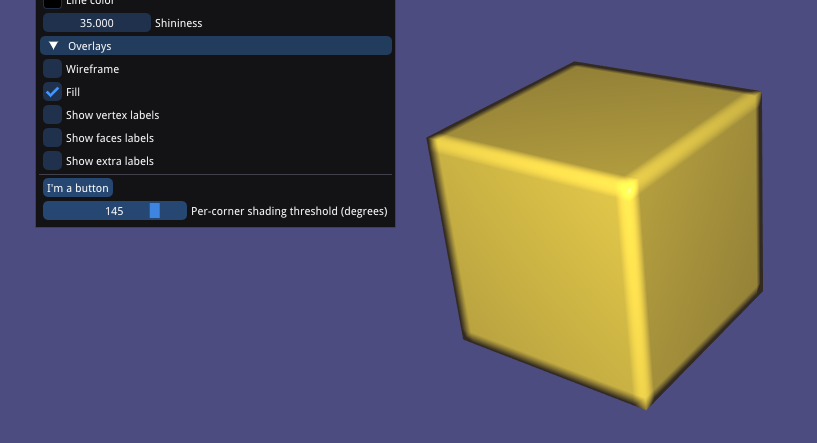 Line color
35.000 Shininess
Overlays
Wireframe
Fill
Show vertex labels
Show faces labels
Show extra labels
I'm a button
145 Per-corner shading threshold (degrees)